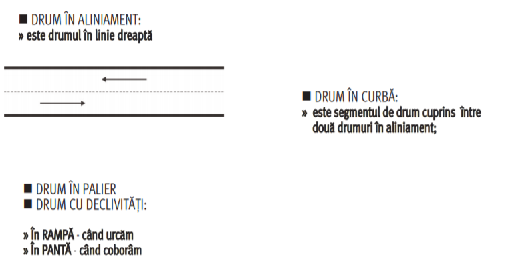 ■ DRUM ÎN ALINIAMENT:
» este drumul în linie dreaptă
■ DRUM ÎN CURBĂ:
» este segmentul de drum cuprins între
două drumuri în aliniament;
■ DRUM ÎN PALIER
■ DRUM CU DECLIVITĂȚI:
» În RAMPĂ - când urcăm
» În PANTĂ - când coborâm